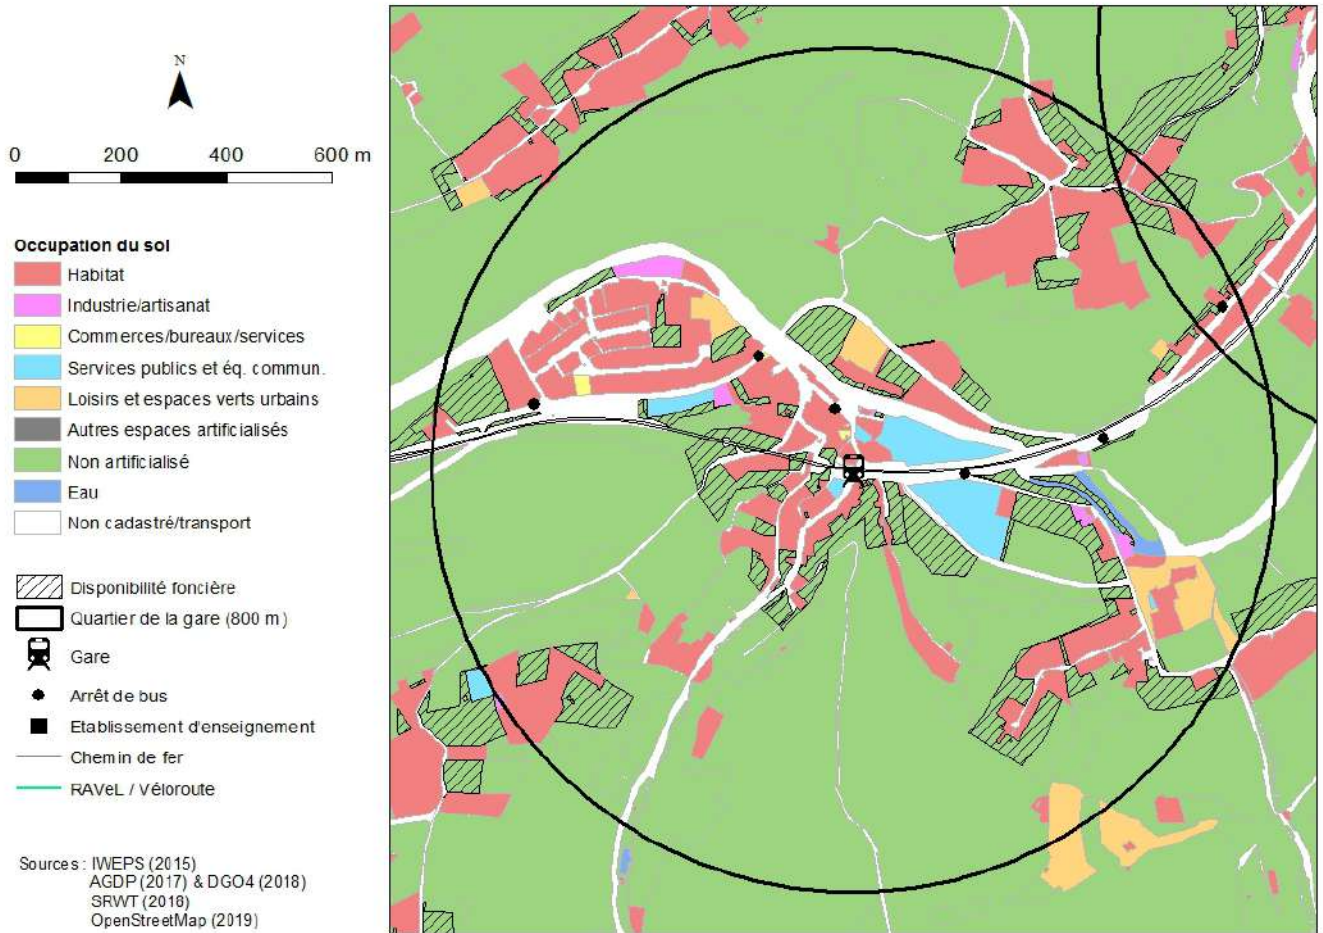 N
0 200 400 600 m
Occupation du sol
Habitat
Industrie/artisanat
Commerces/bureaux/services
Services publics et éq. commun.
Loisirs et espaces verts urbains
Autres espaces artificialisés
Non artificialisé
Eau
Non cadastré/transport
Disponibilité foncière
Quartier de la gare (800 m)
Gare
Arrêt de bus
Etablissement d'enseignement
Chemin de fer
RAVeL / Véloroute
Sources : IWEPS (2015)
AGDP (2017) & DGO4 (2018)
SRWT (2018)
OpenStreetMap (2019)